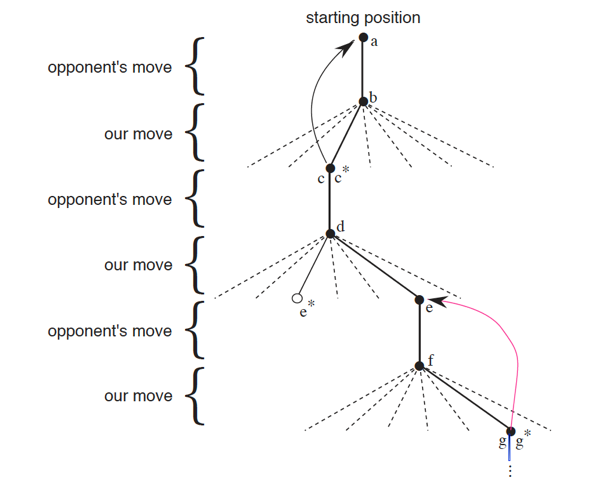 starting position
a
opponent's move
b
our move
c c*
opponent's move
d
our move
e*
e
opponent's move
f
our move
g g*